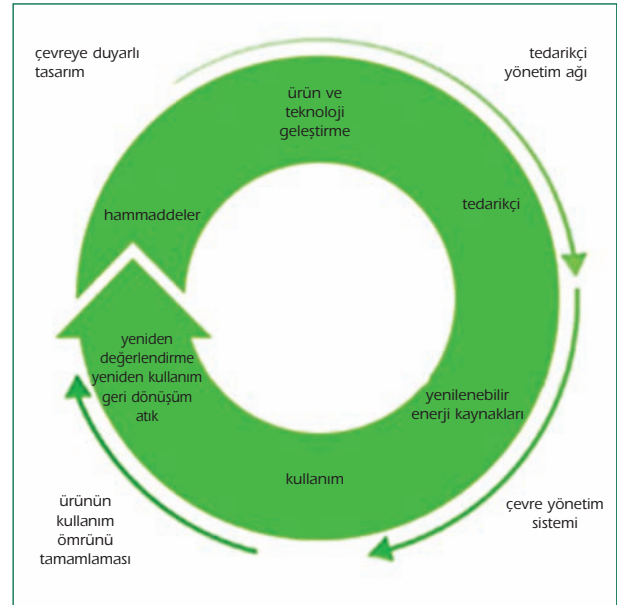 çevreye duyarlı
tasarım
tedarikçi
yönetim ağı
ürün ve
teknoloji
geleştirme
hammaddeler
tedarikçi
yeniden
değerlendirme
yeniden kullanım
geri dönüşüm
atık
yenilenebilir
enerji kaynakları
kullanım
ürünün
kullanım
ömrünü
tamamlaması
çevre yönetim
sistemi